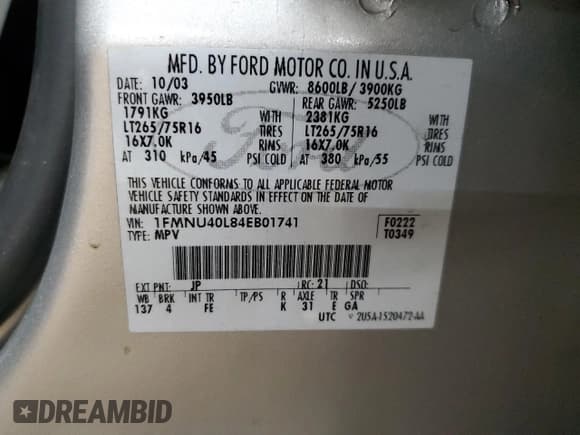 MFD. BY FORD MOTOR CO. IN U.S.A.
DATE: 10/03 GVWR: 8600LB/ 3900KG
FRONT GAWR: 3950LB REAR GAWR: 5250LB
1791KG WITH 2381KG WITH
LT265/75R16 TIRES LT265/75R16 TIRES
16X7.0K RIMS 16X7.0K RIMS
AT 310 kPa/45 PSI COLD AT 380 kPa/55 PSI COLD
Ford
THIS VEHICLE CONFORMS TO ALL APPLICABLE FEDERAL MOTOR
VEHICLE SAFETY STANDARDS IN EFFECT ON THE DATE OF
MANUFACTURE SHOWN ABOVE.
VIN: 1FMNU40L84EB01741 F0222
TYPE: MPV T0349
EXT PNT: JP RC: 21 DSO:
WB BRK INT TR TP/PS R AXLE TR SPR
137 4 FE K 31 E GA
UTC 2U5A-1520472-AA
DREAMBID